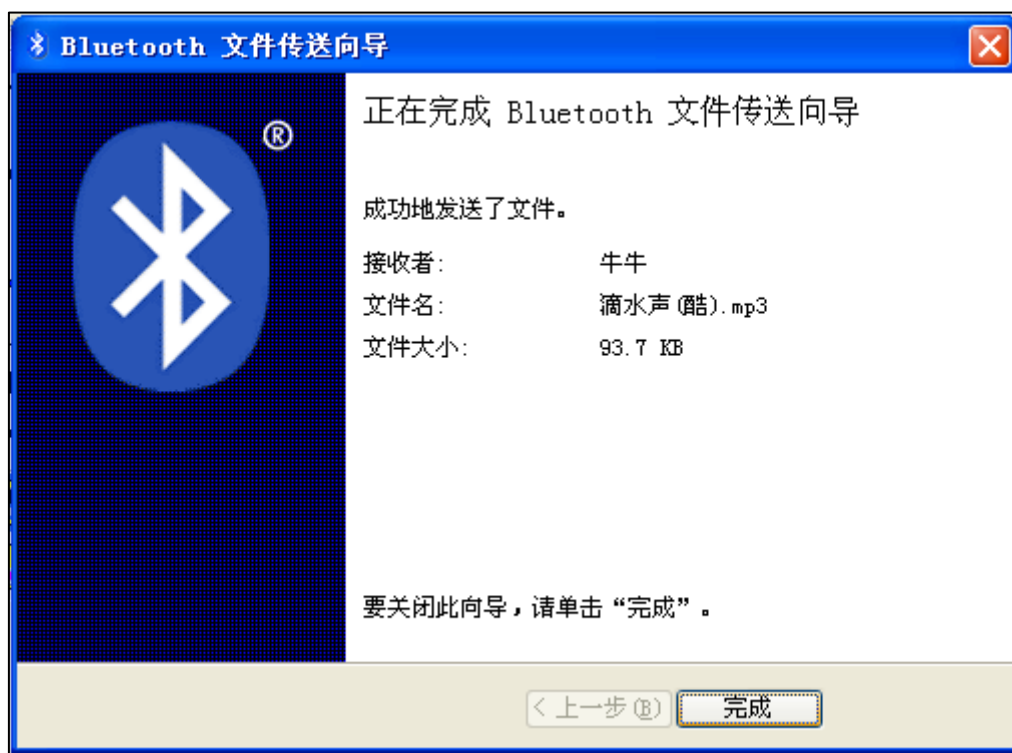 Bluetooth 文件传送向导
®
正在完成 Bluetooth 文件传送向导
成功地发送了文件。
接收者: 牛牛
文件名: 滴水声(酷).mp3
文件大小: 93.7 KB
要关闭此向导，请单击“完成”。
< 上一步(B) 完成